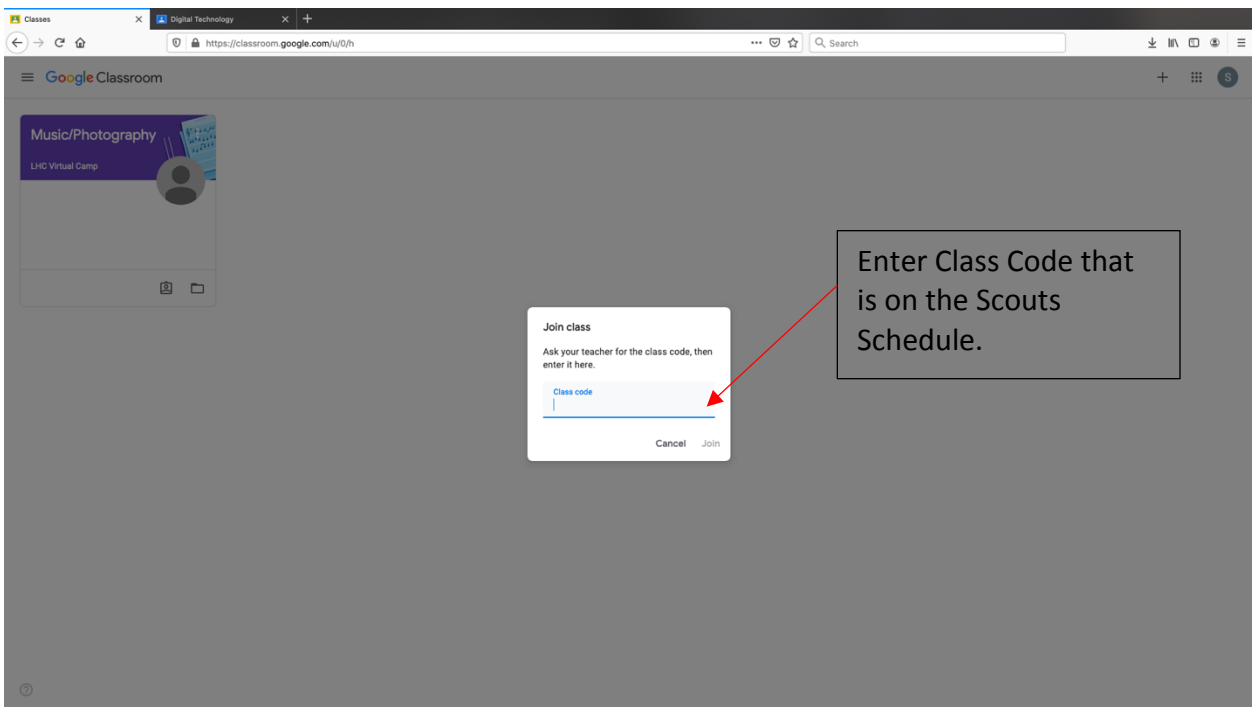 Classes
Digital Technology
https://classroom.google.com/u/0/h
Search
Google Classroom
S
Music/Photography
LHC Virtual Camp
Enter Class Code that
is on the Scouts
Schedule.
Join class
Ask your teacher for the class code, then
enter it here.
Class code
Cancel Join